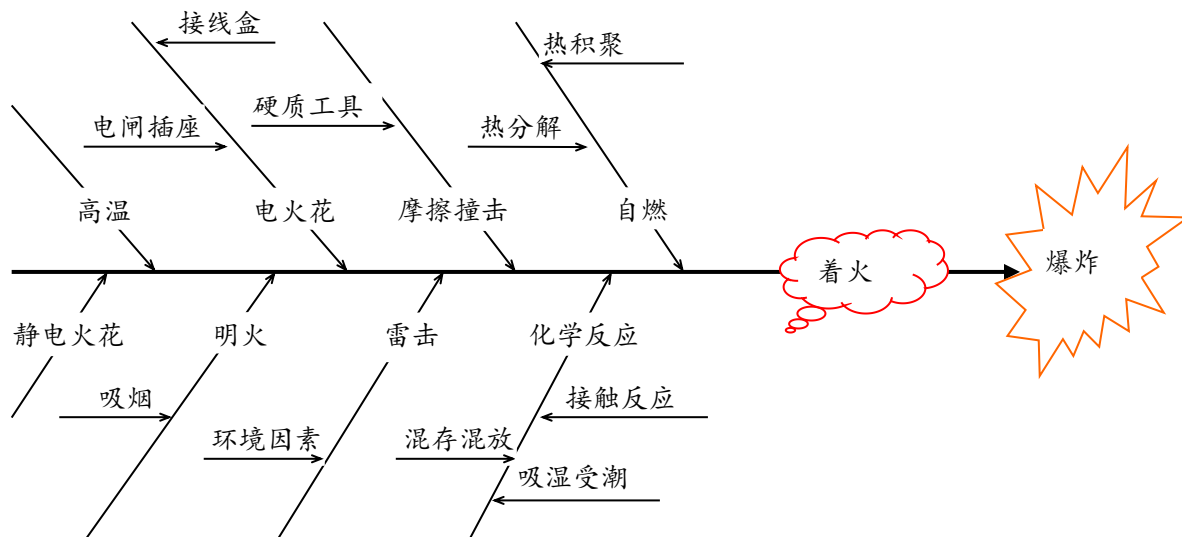 接线盒
热积聚
硬质工具
电闸插座
热分解
高温
电火花
摩擦撞击
自燃
着火
爆炸
静电火花
明火
雷击
化学反应
吸烟
接触反应
环境因素
混存混放
吸湿受潮